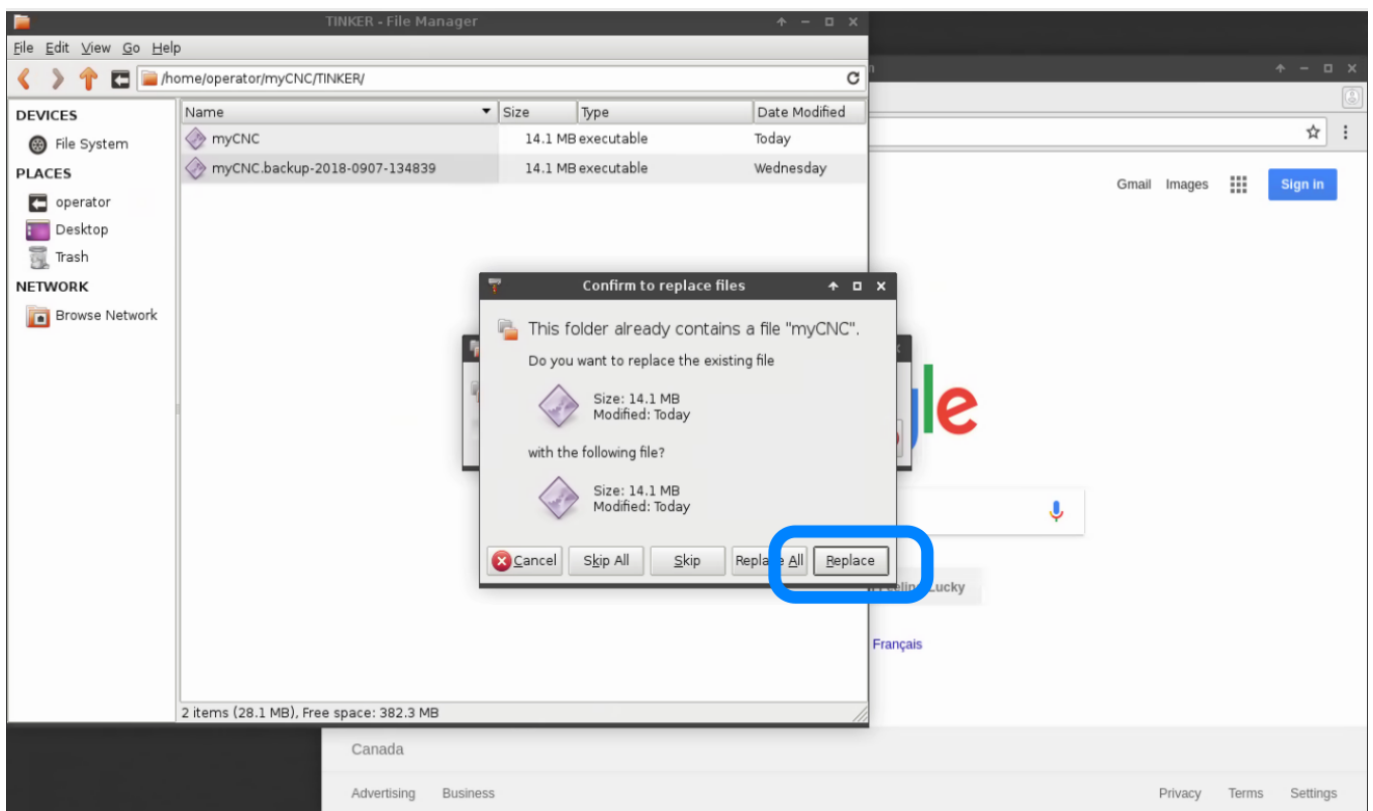 TINKER - File Manager
File Edit View Go Help
/home/operator/myCNC/TINKER/
DEVICES
File System
PLACES
operator
Desktop
Trash
NETWORK
Browse Network
Name Size Type Date Modified
myCNC 14.1 MB executable Today
myCNC.backup-2018-0907-134839 14.1 MB executable Wednesday
2 items (28.1 MB), Free space: 382.3 MB
Confirm to replace files
This folder already contains a file "myCNC".
Do you want to replace the existing file
Size: 14.1 MB
Modified: Today
with the following file?
Size: 14.1 MB
Modified: Today
Cancel Skip All Skip Replace All Replace
Gmail Images Sign in
le
Lucky
Français
Canada
Advertising Business Privacy Terms Settings